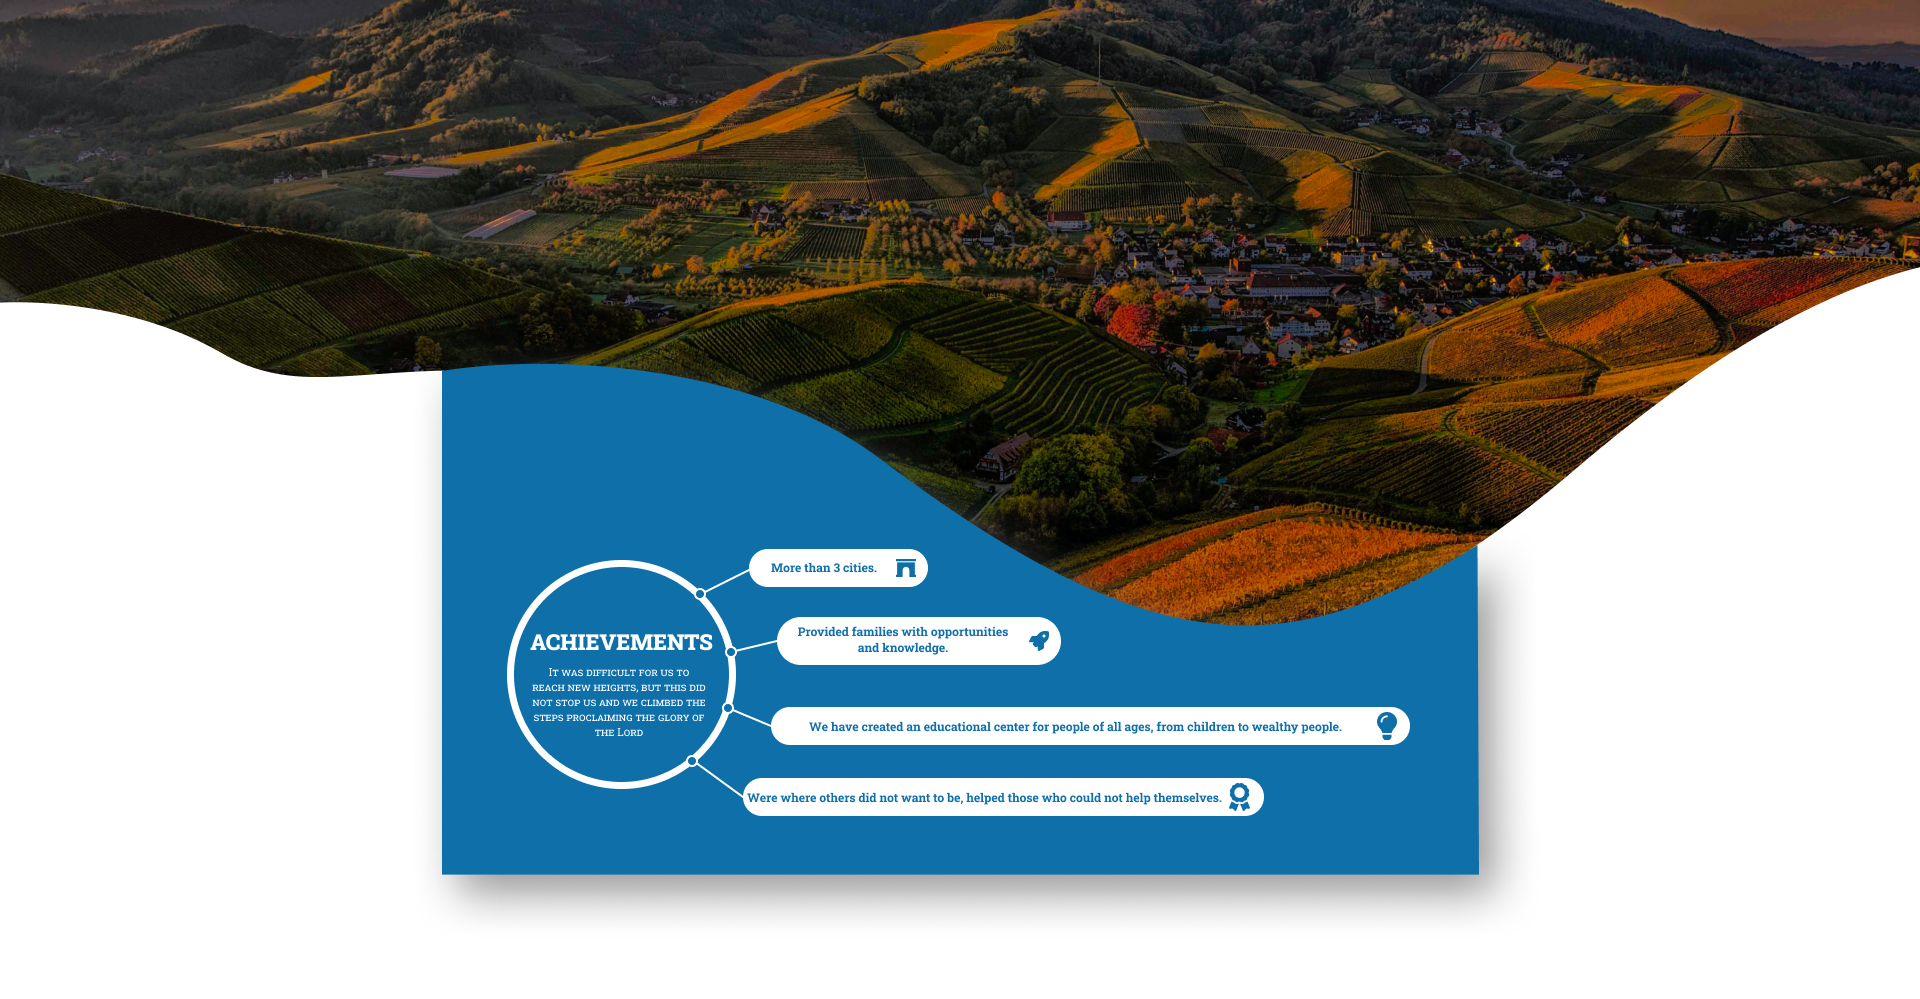 ACHIEVEMENTS
It was difficult for us to
reach new heights, but this did
not stop us and we climbed the
steps proclaiming the glory of
the Lord
More than 3 cities.
Provided families with opportunities
and knowledge.
We have created an educational center for people of all ages, from children to wealthy people.
Were where others did not want to be, helped those who could not help themselves.